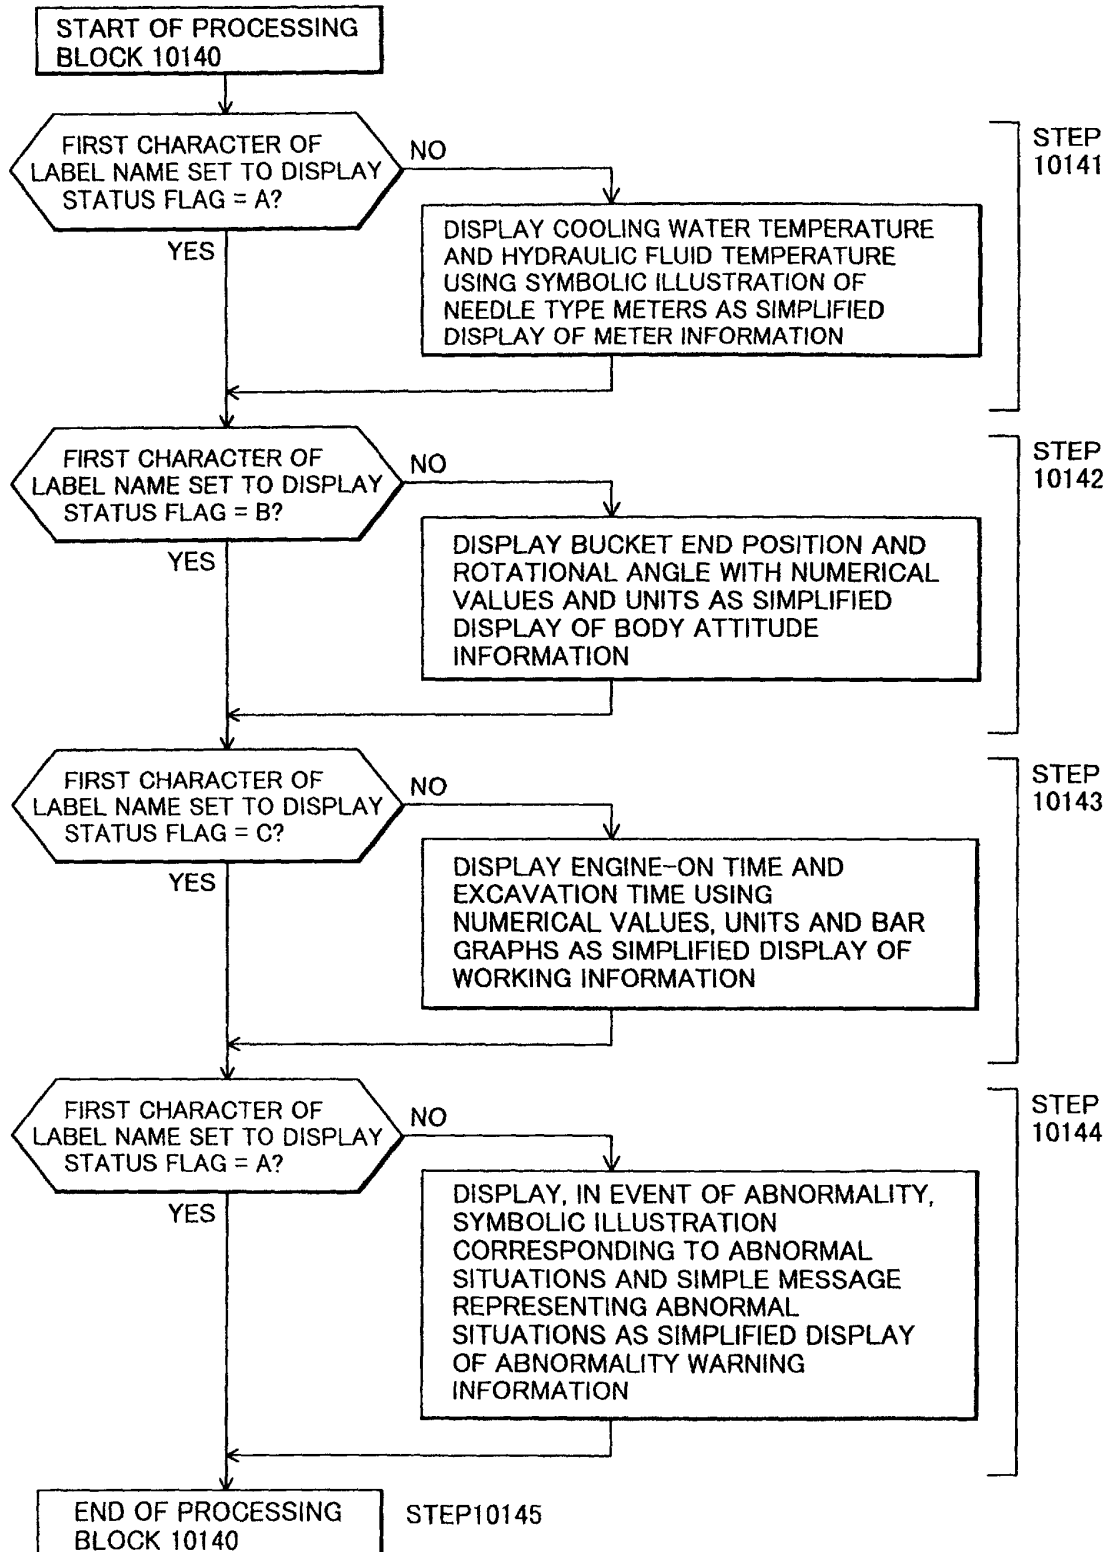 START OF PROCESSING
BLOCK 10140
FIRST CHARACTER OF
LABEL NAME SET TO DISPLAY
STATUS FLAG = A?
NO
YES
STEP
10141
DISPLAY COOLING WATER TEMPERATURE
AND HYDRAULIC FLUID TEMPERATURE
USING SYMBOLIC ILLUSTRATION OF
NEEDLE TYPE METERS AS SIMPLIFIED
DISPLAY OF METER INFORMATION
FIRST CHARACTER OF
LABEL NAME SET TO DISPLAY
STATUS FLAG = B?
NO
YES
STEP
10142
DISPLAY BUCKET END POSITION AND
ROTATIONAL ANGLE WITH NUMERICAL
VALUES AND UNITS AS SIMPLIFIED
DISPLAY OF BODY ATTITUDE
INFORMATION
FIRST CHARACTER OF
LABEL NAME SET TO DISPLAY
STATUS FLAG = C?
NO
YES
STEP
10143
DISPLAY ENGINE-ON TIME AND
EXCAVATION TIME USING
NUMERICAL VALUES, UNITS AND BAR
GRAPHS AS SIMPLIFIED DISPLAY OF
WORKING INFORMATION
FIRST CHARACTER OF
LABEL NAME SET TO DISPLAY
STATUS FLAG = A?
NO
YES
STEP
10144
DISPLAY, IN EVENT OF ABNORMALITY,
SYMBOLIC ILLUSTRATION
CORRESPONDING TO ABNORMAL
SITUATIONS AND SIMPLE MESSAGE
REPRESENTING ABNORMAL
SITUATIONS AS SIMPLIFIED DISPLAY
OF ABNORMALITY WARNING
INFORMATION
END OF PROCESSING
BLOCK 10140
STEP10145